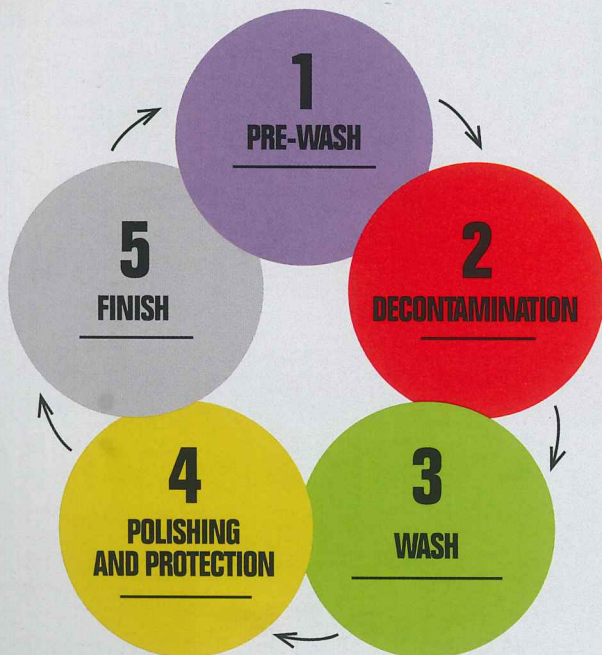 1
PRE-WASH
2
DECONTAMINATION
3
WASH
4
POLISHING
AND PROTECTION
5
FINISH